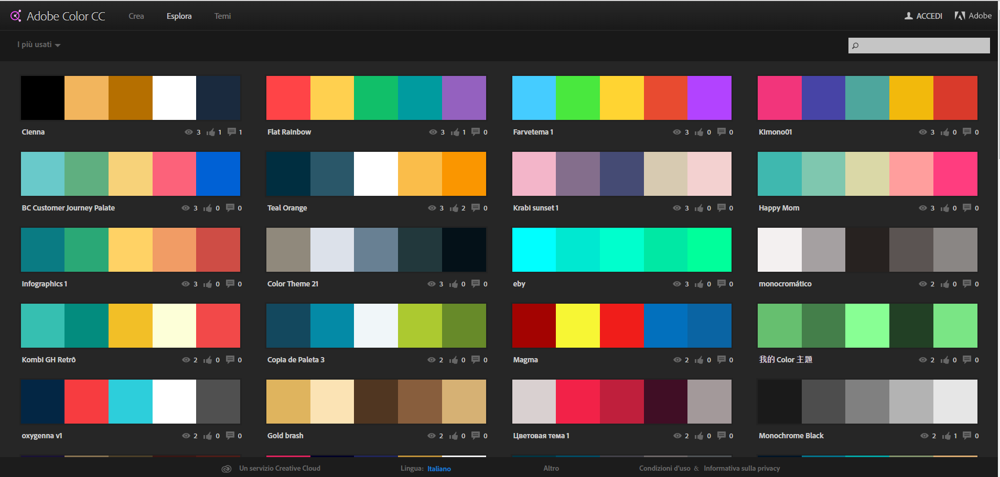 Adobe Color CC Crea Esplora Temi ACCEDI Adobe
I più usati
Cienna 3 1 1 Flat Rainbow 3 1 0 Farvetema 1 3 0 0 Kimono01 3 0 0
BC Customer Journey Palate 3 0 0 Teal Orange 3 2 0 Krabi sunset 1 3 0 0 Happy Mom 3 0 0
Infographics 1 3 0 0 Color Theme 21 3 0 0 eby 3 0 0 monocromático 2 0 0
Kombi GH Retrô 2 0 0 Copia de Paleta 3 2 0 0 Magma 2 0 0 我的 Color 主題 2 0 0
oxygenna v1 2 0 0 Gold brash 2 0 0 Цветовая тема 1 2 0 0 Monochrome Black 2 1 0
Un servizio Creative Cloud Lingua: Italiano Altro Condizioni d'uso & Informativa sulla privacy